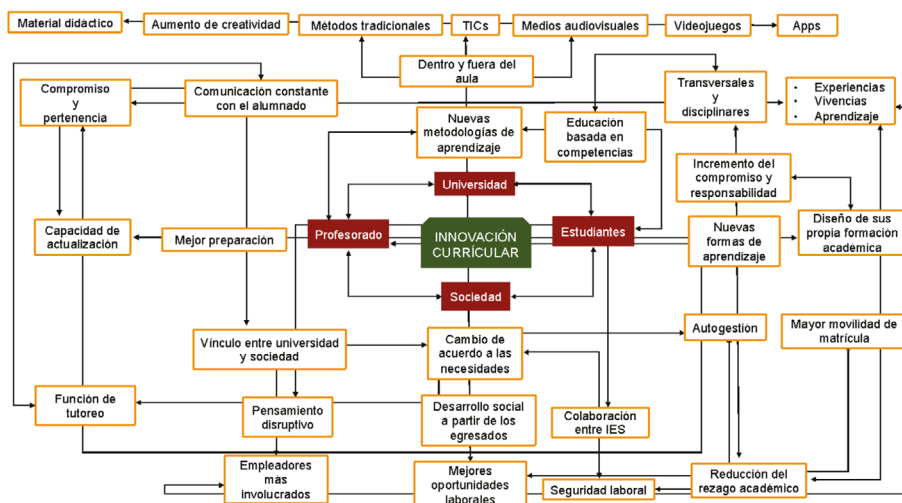 Material didáctico
Aumento de creatividad
Métodos tradicionales
TICs
Medios audiovisuales
Videojuegos
Apps
Dentro y fuera del
aula
Compromiso
y
pertenencia
Comunicación constante
con el alumnado
Transversales
y
disciplinares
• Experiencias
• Vivencias
• Aprendizaje
Nuevas
metodologías de
aprendizaje
Educación
basada en
competencias
Incremento del
compromiso y
responsabilidad
Universidad
Capacidad de
actualización
Mejor preparación
Profesorado
INNOVACIÓN
CURRÍCULAR
Estudiantes
Nuevas
formas de
aprendizaje
Diseño de sus
propia formación
académica
Sociedad
Vínculo entre universidad
y sociedad
Cambio de
acuerdo a las
necesidades
Autogestión
Mayor movilidad de
matrícula
Función de
tutoreo
Pensamiento
disruptivo
Desarrollo social
a partir de los
egresados
Colaboración
entre IES
Empleadores
más
involucrados
Mejores
oportunidades
laborales
Seguridad laboral
Reducción del
rezago académico